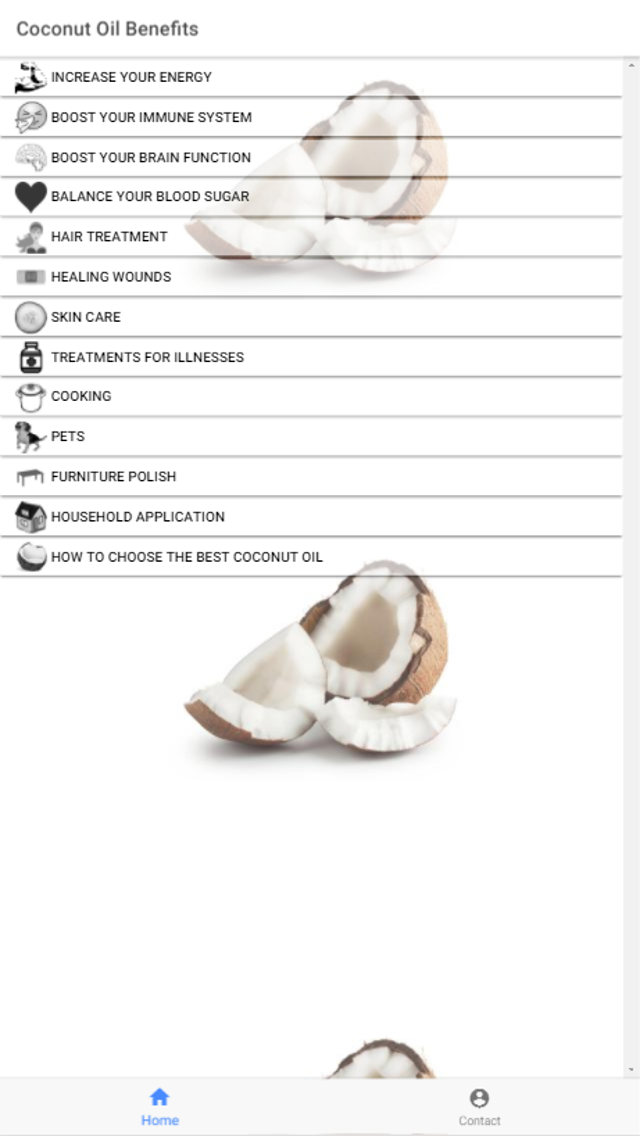 Coconut Oil Benefits
INCREASE YOUR ENERGY
BOOST YOUR IMMUNE SYSTEM
BOOST YOUR BRAIN FUNCTION
BALANCE YOUR BLOOD SUGAR
HAIR TREATMENT
HEALING WOUNDS
SKIN CARE
TREATMENTS FOR ILLNESSES
COOKING
PETS
FURNITURE POLISH
HOUSEHOLD APPLICATION
HOW TO CHOOSE THE BEST COCONUT OIL
Home
Contact